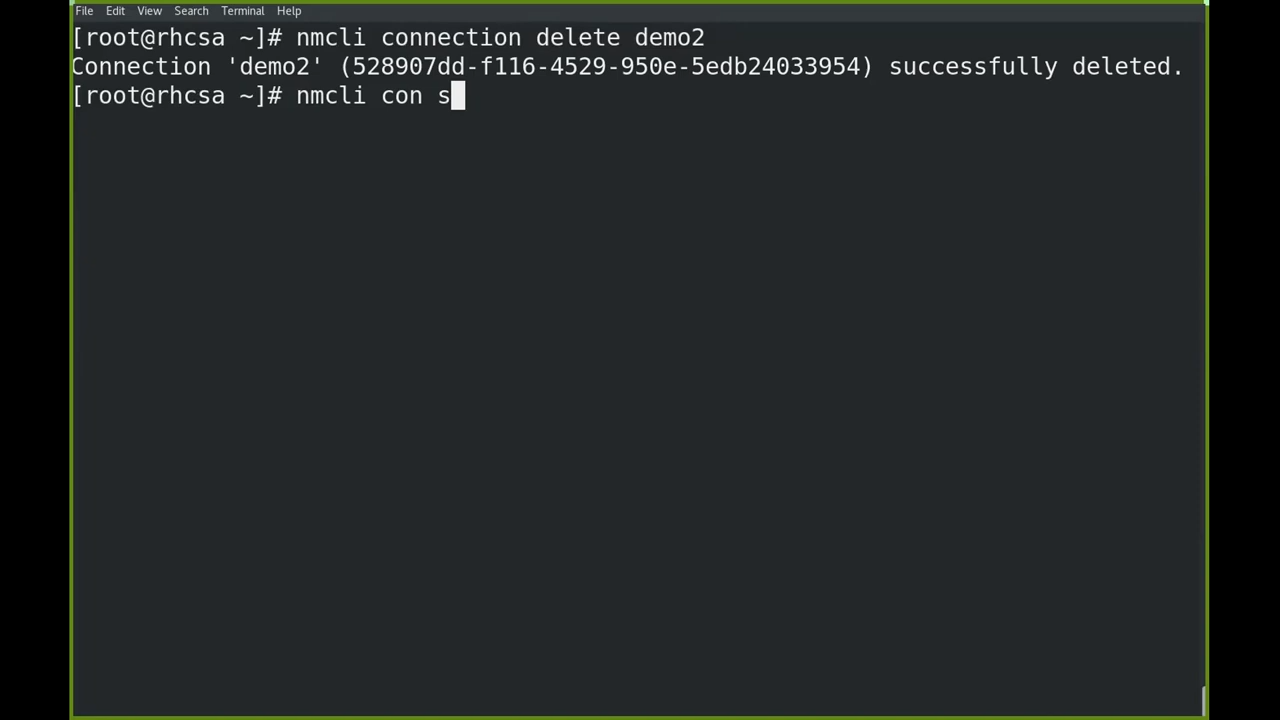 File Edit View Search Terminal Help
[root@rhcsa ~]# nmcli connection delete demo2
Connection 'demo2' (528907dd-f116-4529-950e-5edb24033954) successfully deleted.
[root@rhcsa ~]# nmcli con s